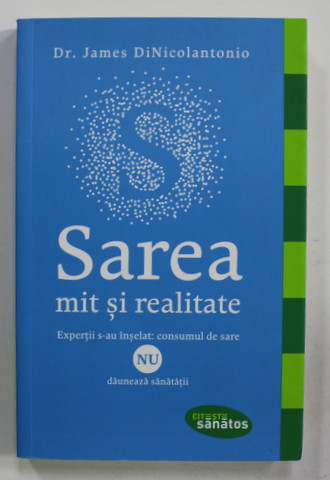 Dr. James DiNicolantonio
S
Sarea
mit și realitate
Experții s-au înșelat: consumul de sare
NU
dăunează sănătății
CITEȘTE
sănătos